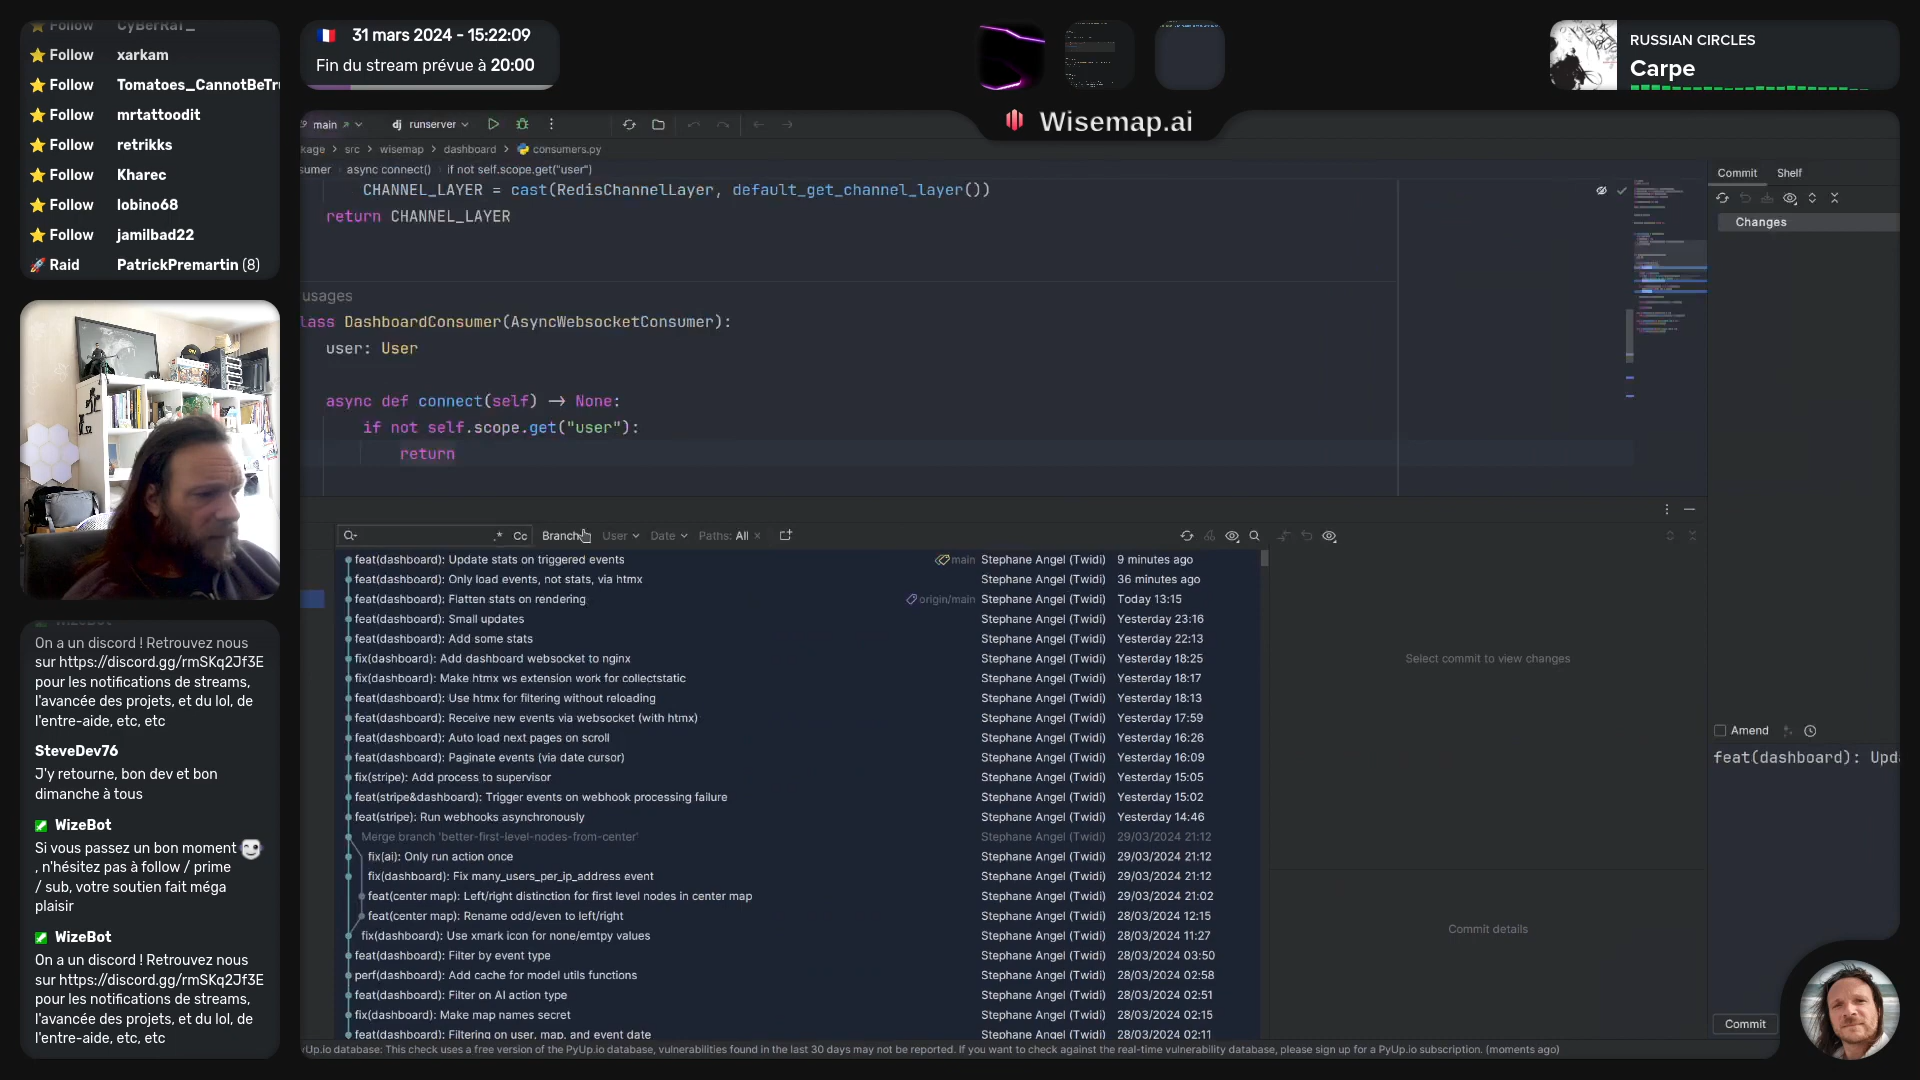 Follow CyBerRaT_
Follow xarkam
Follow Tomatoes_CannotBeTr
Follow mrtattoodit
Follow retrikks
Follow Kharec
Follow lobino68
Follow jamilbad22
Raid PatrickPremartin (8)
31 mars 2024 - 15:22:09
Fin du stream prévue à 20:00
RUSSIAN CIRCLES
Carpe
Wisemap.ai
main
dj runserver
kage > src > wisemap > dashboard > consumers.py
sumer async connect() if not self.scope.get("user")
CHANNEL_LAYER = cast(RedisChannelLayer, default_get_channel_layer())
return CHANNEL_LAYER
usages
lass DashboardConsumer(AsyncWebsocketConsumer):
user: User
async def connect(self) → None:
if not self.scope.get("user"):
return
Commit Shelf
Changes
.* Cc Branch User Date Paths: All ×
feat(dashboard): Update stats on triggered events main Stephane Angel (Twidi) 9 minutes ago
feat(dashboard): Only load events, not stats, via htmx Stephane Angel (Twidi) 36 minutes ago
feat(dashboard): Flatten stats on rendering origin/main Stephane Angel (Twidi) Today 13:15
feat(dashboard): Small updates Stephane Angel (Twidi) Yesterday 23:16
feat(dashboard): Add some stats Stephane Angel (Twidi) Yesterday 22:13
fix(dashboard): Add dashboard websocket to nginx Stephane Angel (Twidi) Yesterday 18:25
fix(dashboard): Make htmx ws extension work for collectstatic Stephane Angel (Twidi) Yesterday 18:17
feat(dashboard): Use htmx for filtering without reloading Stephane Angel (Twidi) Yesterday 18:13
feat(dashboard): Receive new events via websocket (with htmx) Stephane Angel (Twidi) Yesterday 17:59
feat(dashboard): Auto load next pages on scroll Stephane Angel (Twidi) Yesterday 16:26
feat(dashboard): Paginate events (via date cursor) Stephane Angel (Twidi) Yesterday 16:09
fix(stripe): Add process to supervisor Stephane Angel (Twidi) Yesterday 15:05
feat(stripe&dashboard): Trigger events on webhook processing failure Stephane Angel (Twidi) Yesterday 15:02
feat(stripe): Run webhooks asynchronously Stephane Angel (Twidi) Yesterday 14:46
Merge branch 'better-first-level-nodes-from-center' Stephane Angel (Twidi) 29/03/2024 21:12
fix(ai): Only run action once Stephane Angel (Twidi) 29/03/2024 21:12
fix(dashboard): Fix many_users_per_ip_address event Stephane Angel (Twidi) 29/03/2024 21:12
feat(center map): Left/right distinction for first level nodes in center map Stephane Angel (Twidi) 29/03/2024 21:02
feat(center map): Rename odd/even to left/right Stephane Angel (Twidi) 28/03/2024 12:15
fix(dashboard): Use xmark icon for none/emtpy values Stephane Angel (Twidi) 28/03/2024 11:27
feat(dashboard): Filter by event type Stephane Angel (Twidi) 28/03/2024 03:50
perf(dashboard): Add cache for model utils functions Stephane Angel (Twidi) 28/03/2024 02:58
feat(dashboard): Filter on AI action type Stephane Angel (Twidi) 28/03/2024 02:51
fix(dashboard): Make map names secret Stephane Angel (Twidi) 28/03/2024 02:15
feat(dashboard): Filtering on user, map, and event date Stephane Angel (Twidi) 28/03/2024 02:11
Select commit to view changes
Commit details
Amend
feat(dashboard): Upda
Commit
rUp.io database: This check uses a free version of the PyUp.io database, vulnerabilities found in the last 30 days may not be reported. If you want to check against the real-time vulnerability database, please sign up for a PyUp.io subscription. (moments ago)
WizeBot
On a un discord ! Retrouvez nous
sur https://discord.gg/rmSKq2Jf3E
pour les notifications de streams,
l'avancée des projets, et du lol, de
l'entre-aide, etc, etc
SteveDev76
J'y retourne, bon dev et bon
dimanche à tous
WizeBot
Si vous passez un bon moment
, n'hésitez pas à follow / prime
/ sub, votre soutien fait méga
plaisir
WizeBot
On a un discord ! Retrouvez nous
sur https://discord.gg/rmSKq2Jf3E
pour les notifications de streams,
l'avancée des projets, et du lol, de
l'entre-aide, etc, etc